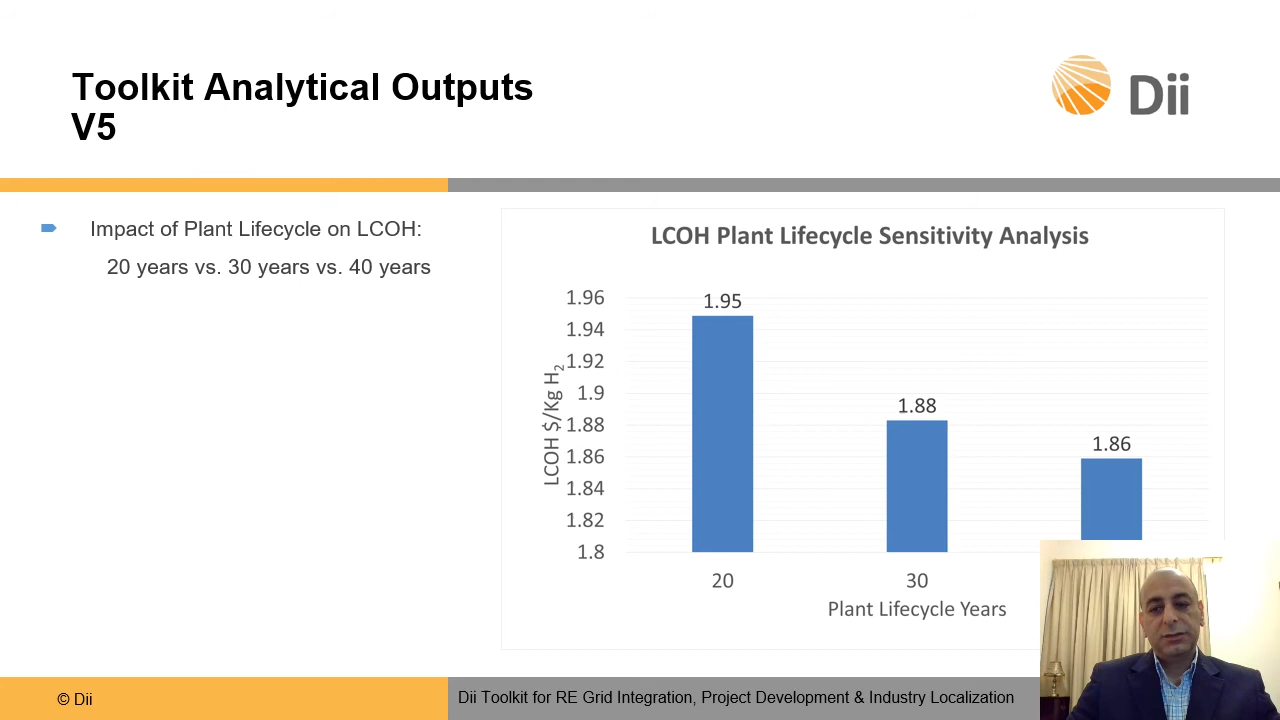 Toolkit Analytical Outputs
V5
Dii
Impact of Plant Lifecycle on LCOH:
20 years vs. 30 years vs. 40 years
LCOH Plant Lifecycle Sensitivity Analysis
LCOH $/Kg H₂
1.96
1.94
1.92
1.9
1.88
1.86
1.84
1.82
1.8
1.95
1.88
1.86
20
30
Plant Lifecycle Years
© Dii
Dii Toolkit for RE Grid Integration, Project Development & Industry Localization